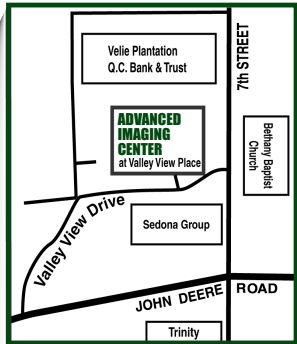 Velie Plantation
Q.C. Bank & Trust
7th STREET
ADVANCED
IMAGING
CENTER
at Valley View Place
Bethany Baptist
Church
Valley View Drive
Sedona Group
JOHN DEERE ROAD
Trinity